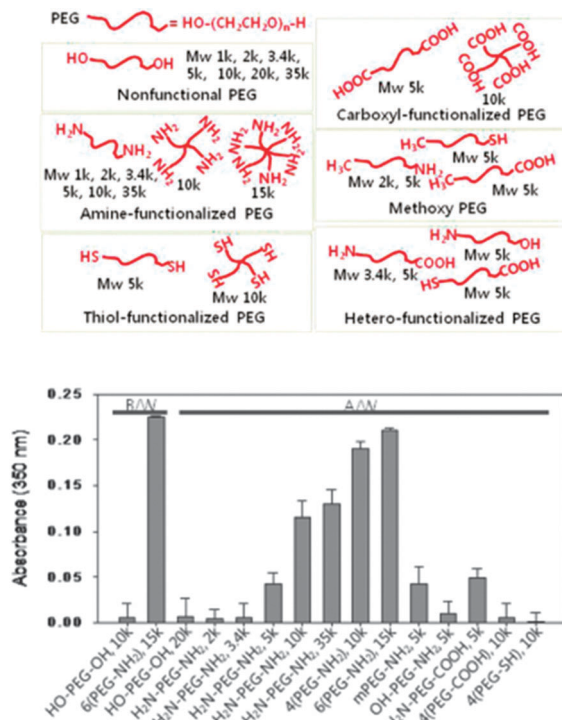 PEG = HO-(CH₂CH₂O)ₙ-H
HO OH Mw 1k, 2k, 3.4k, 5k, 10k, 20k, 35k
Nonfunctional PEG
HOOC COOH Mw 5k
COOH COOH COOH COOH 10k
Carboxyl-functionalized PEG
H₂N NH₂
Mw 1k, 2k, 3.4k, 5k, 10k, 35k
NH₂ NH₂ NH₂ NH₂ 10k
NH₂ NH₂ NH₂ NH₂ 15k
Amine-functionalized PEG
H₃C SH Mw 5k
H₃C NH₂ Mw 2k, 5k
H₃C COOH Mw 5k
Methoxy PEG
HS SH Mw 5k
SH SH SH SH Mw 10k
Thiol-functionalized PEG
H₂N OH Mw 5k
H₂N COOH Mw 3.4k, 5k
HS COOH Mw 5k
Hetero-functionalized PEG
B/W A/W
Absorbance (350 nm)
0.25
0.20
0.15
0.10
0.05
0.00
HO-PEG-OH, 10k
6(PEG-NH₂), 15k
HO-PEG-OH, 20k
H₂N-PEG-NH₂, 2k
H₂N-PEG-NH₂, 3.4k
H₂N-PEG-NH₂, 5k
H₂N-PEG-NH₂, 10k
H₂N-PEG-NH₂, 35k
4(PEG-NH₂), 10k
6(PEG-NH₂), 15k
mPEG-NH₂, 5k
OH-PEG-NH₂, 5k
H₂N-PEG-COOH, 5k
4(PEG-COOH), 10k
4(PEG-SH), 10k